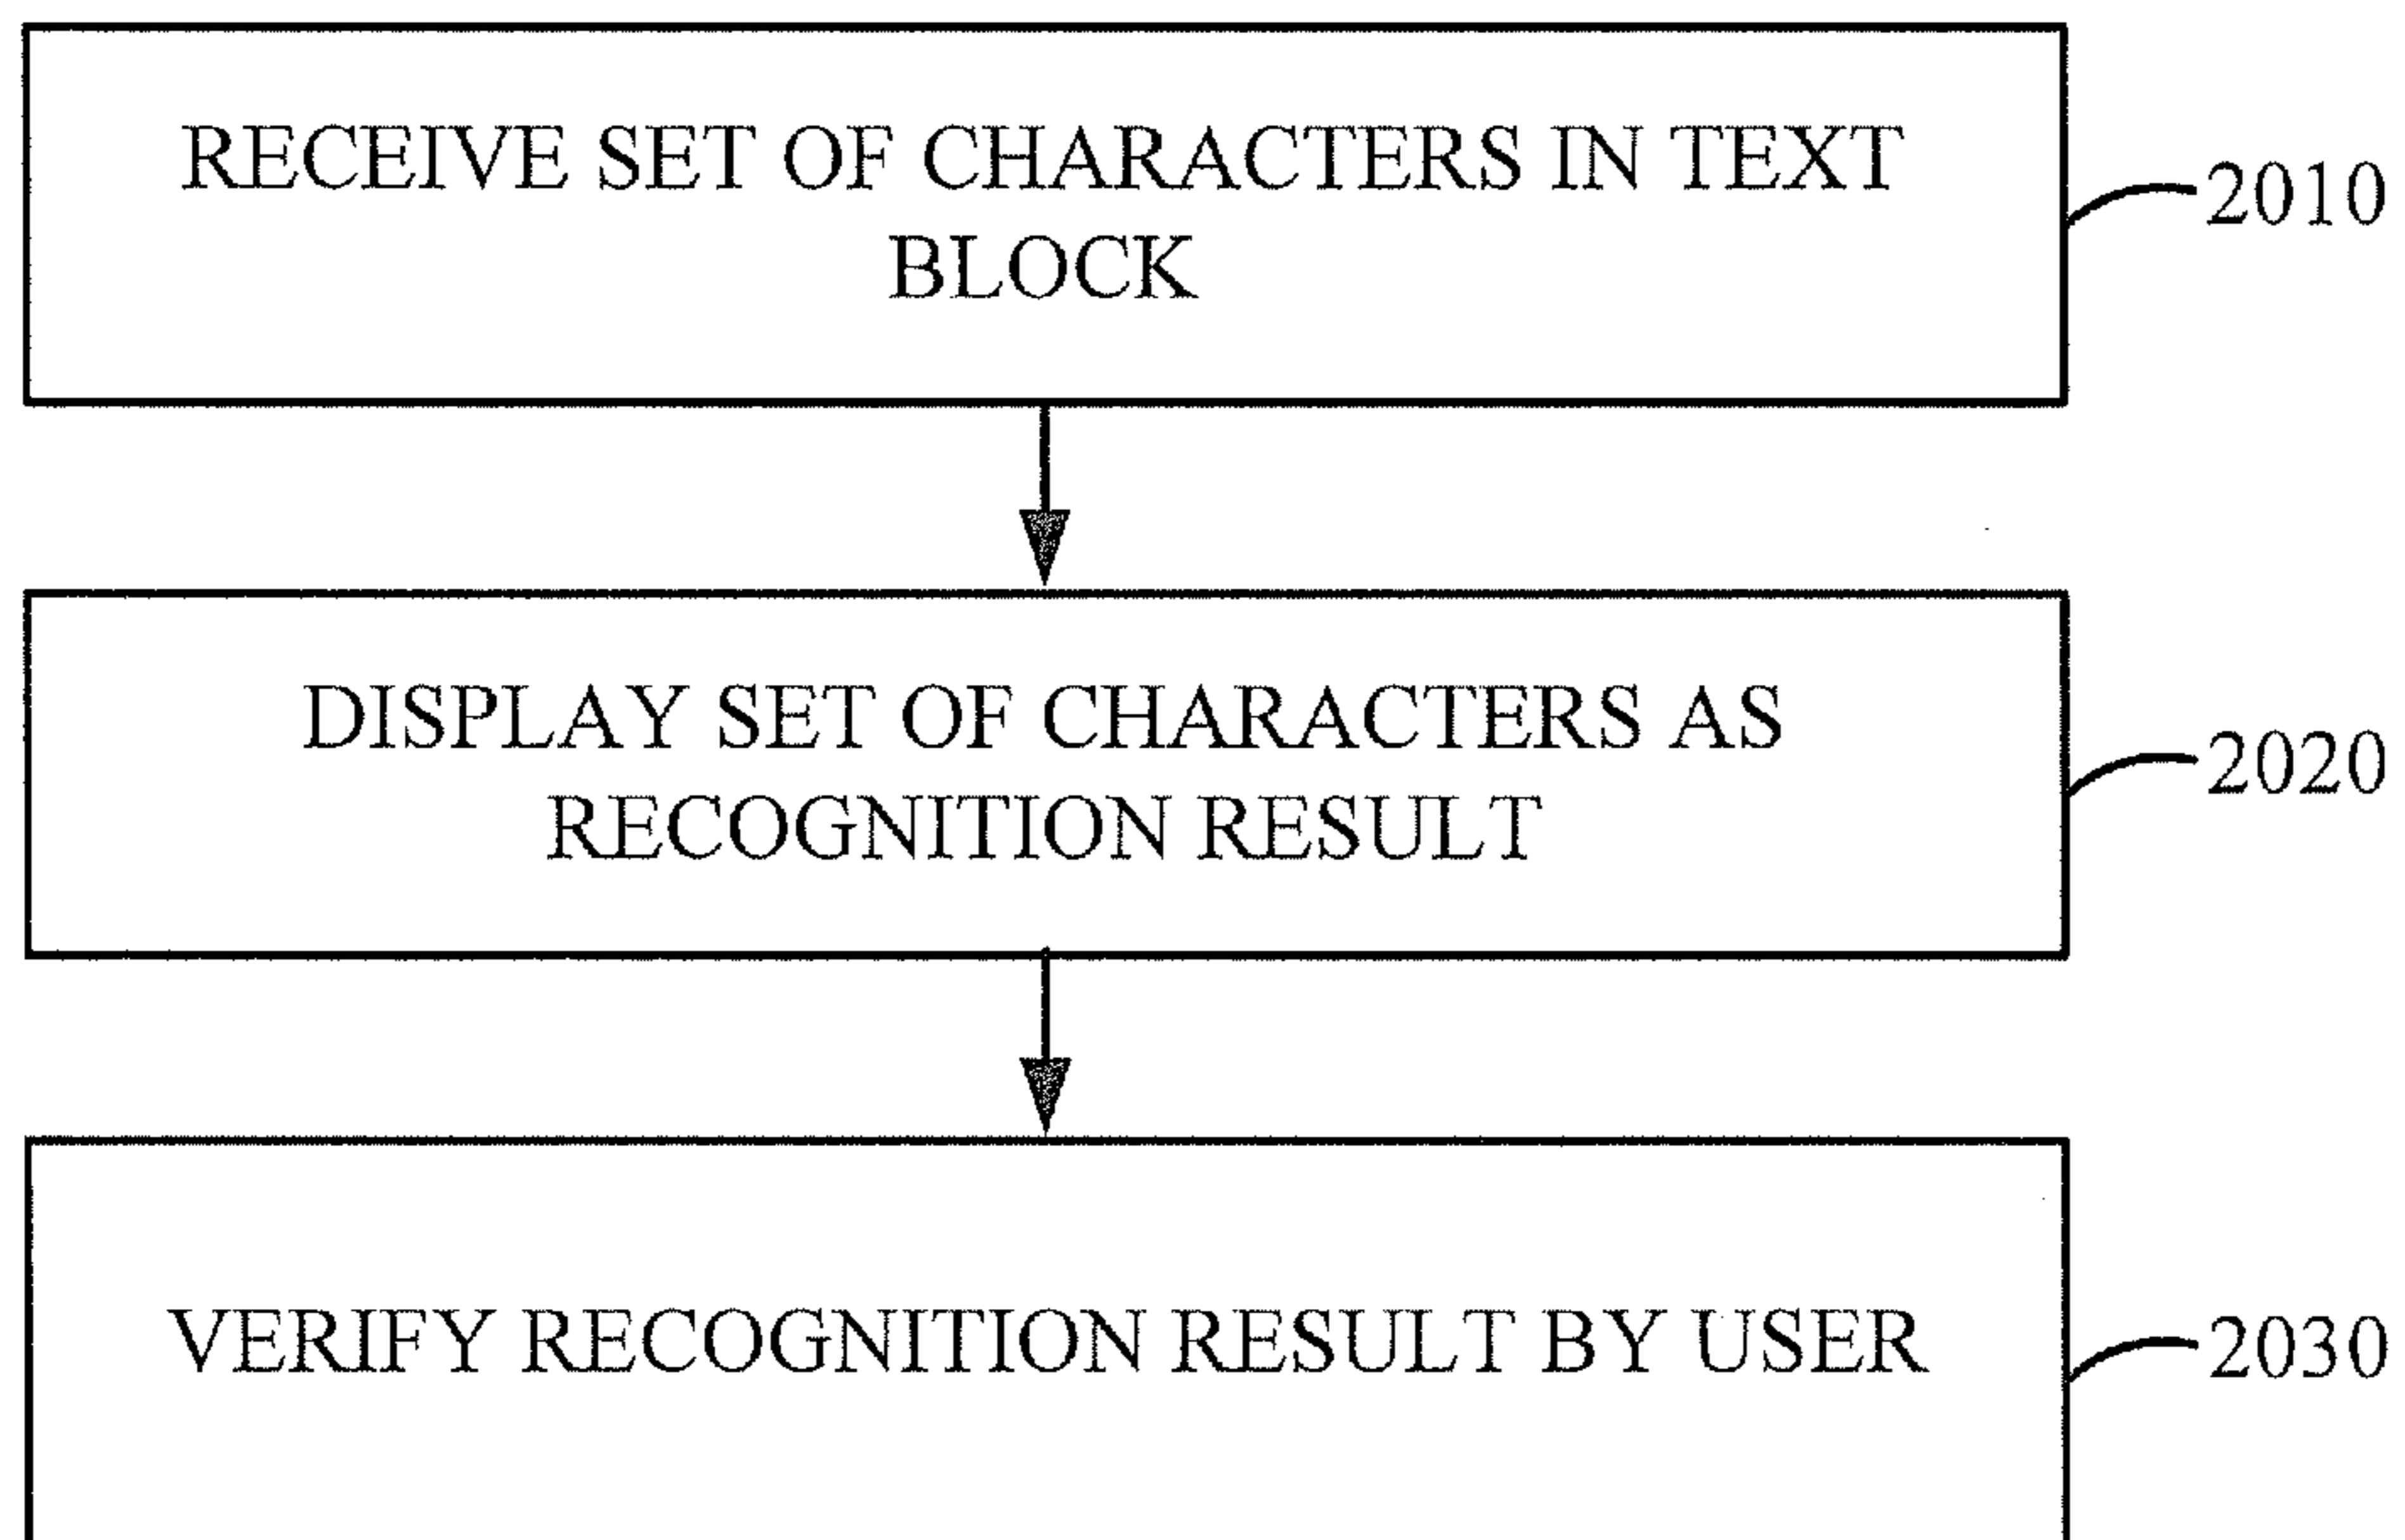 RECEIVE SET OF CHARACTERS IN TEXT
BLOCK
2010
DISPLAY SET OF CHARACTERS AS
RECOGNITION RESULT
2020
VERIFY RECOGNITION RESULT BY USER
2030